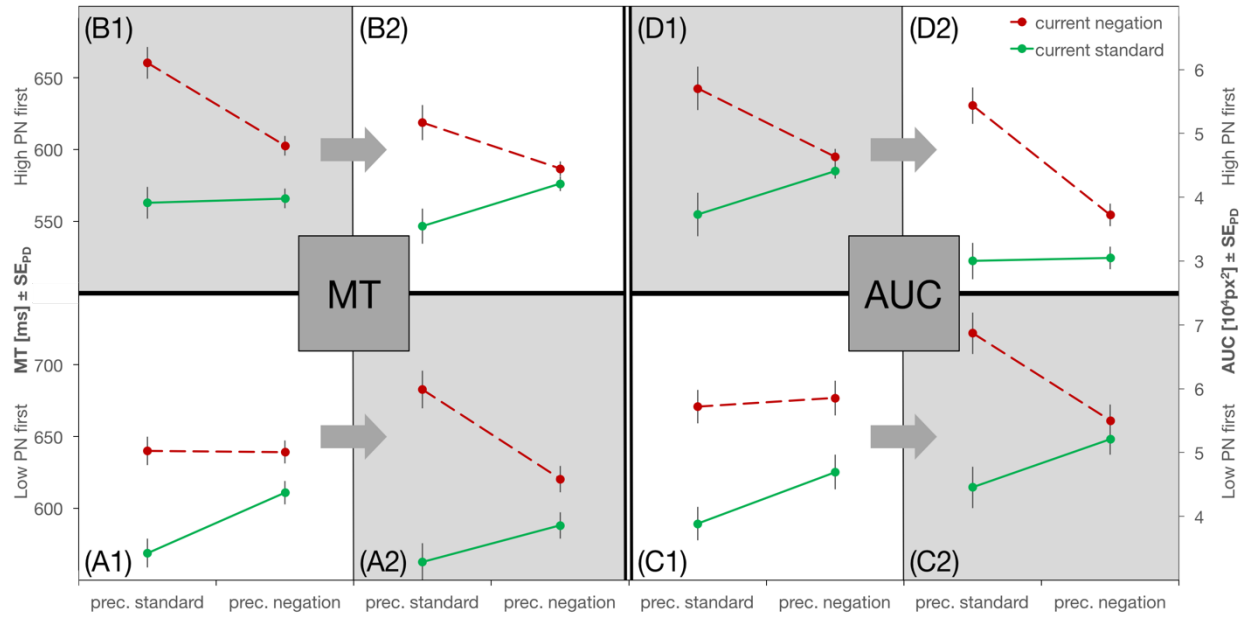 (B1)
(B2)
(D1)
(D2)
current negation
current standard
650
600
550
High PN first
6
5
4
3
High PN first
MT [ms] ± SE_PD
MT
AUC
AUC [10⁴px²] ± SE_PD
700
650
600
Low PN first
7
6
5
4
Low PN first
(A1)
(A2)
(C1)
(C2)
prec. standard
prec. negation
prec. standard
prec. negation
prec. standard
prec. negation
prec. standard
prec. negation